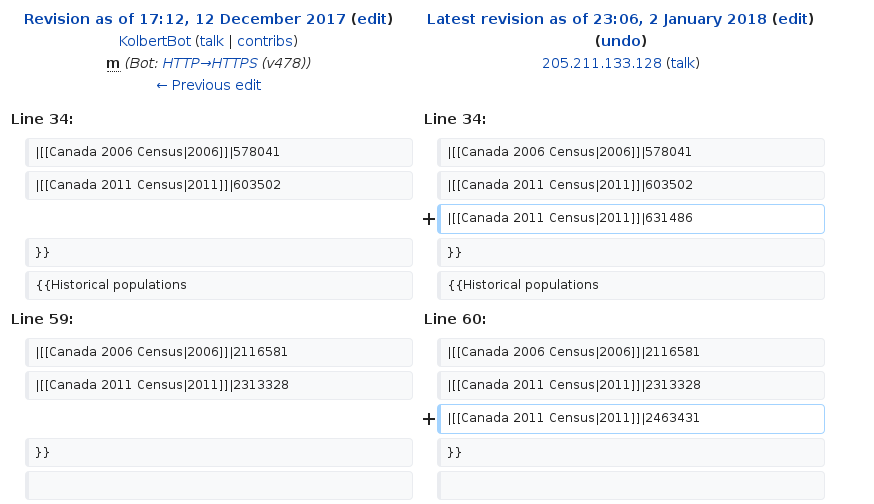 Revision as of 17:12, 12 December 2017 (edit)
KolbertBot (talk | contribs)
m (Bot: HTTP→HTTPS (v478))
← Previous edit
Latest revision as of 23:06, 2 January 2018 (edit)
(undo)
205.211.133.128 (talk)
Line 34:
Line 34:
|[[Canada 2006 Census|2006]]|578041
|[[Canada 2006 Census|2006]]|578041
|[[Canada 2011 Census|2011]]|603502
|[[Canada 2011 Census|2011]]|603502
+ |[[Canada 2011 Census|2011]]|631486
}}
}}
{{Historical populations
{{Historical populations
Line 59:
Line 60:
|[[Canada 2006 Census|2006]]|2116581
|[[Canada 2006 Census|2006]]|2116581
|[[Canada 2011 Census|2011]]|2313328
|[[Canada 2011 Census|2011]]|2313328
+ |[[Canada 2011 Census|2011]]|2463431
}}
}}